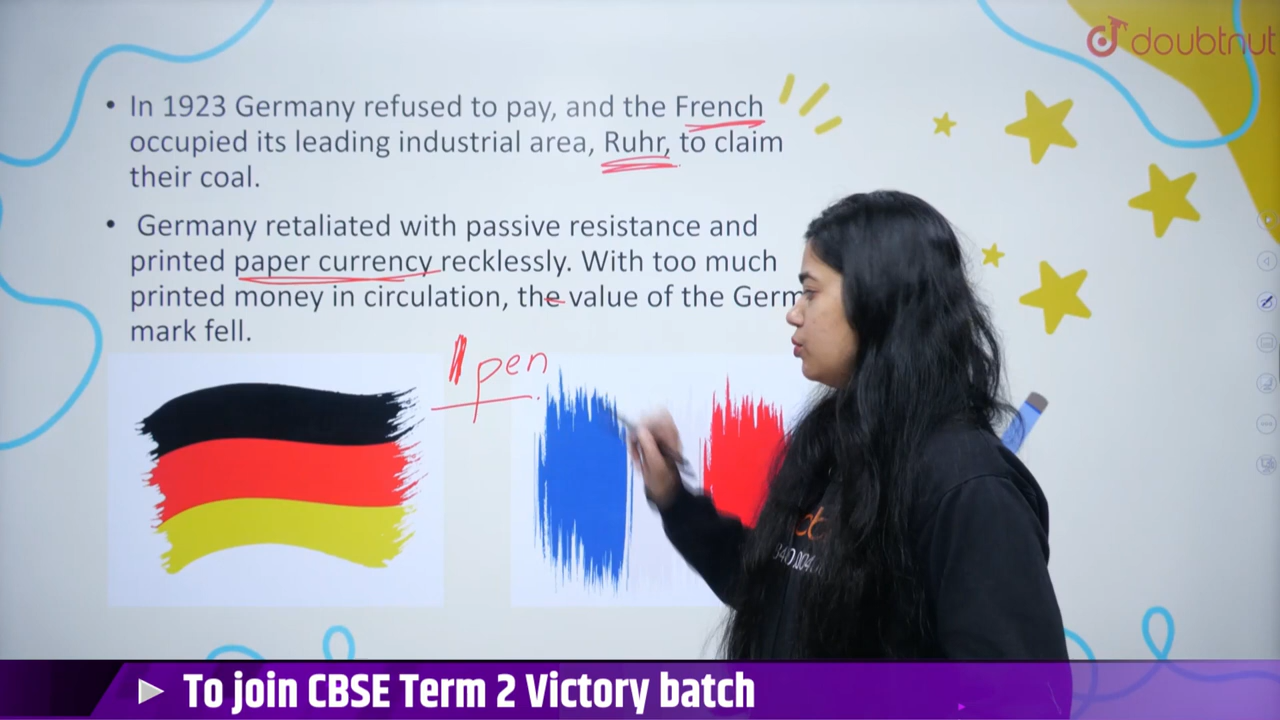 doubtnut
• In 1923 Germany refused to pay, and the French
occupied its leading industrial area, Ruhr, to claim
their coal.
• Germany retaliated with passive resistance and
printed paper currency recklessly. With too much
printed money in circulation, the value of the Germ
mark fell.
1 pen
To join CBSE Term 2 Victory batch